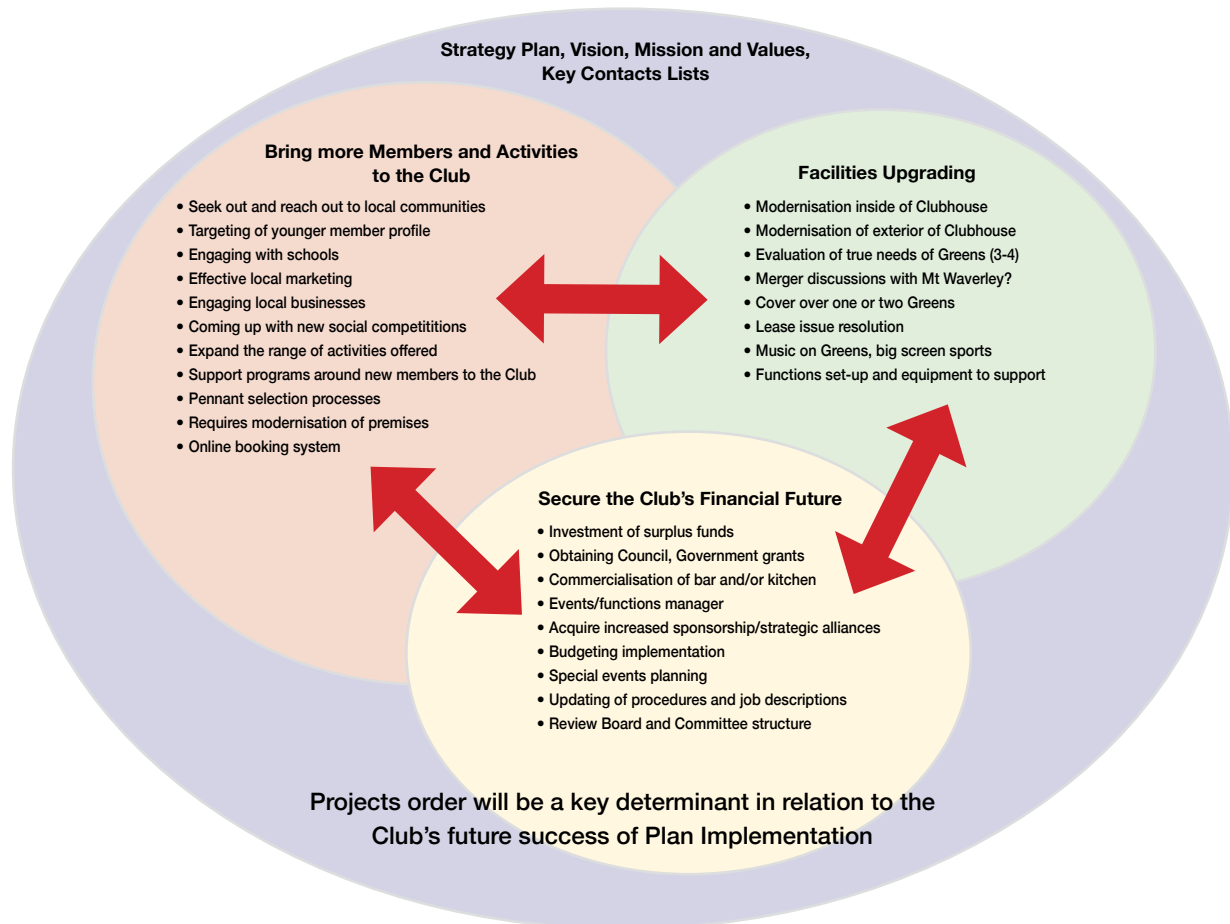 Strategy Plan, Vision, Mission and Values,
Key Contacts Lists
Bring more Members and Activities
to the Club
• Seek out and reach out to local communities
• Targeting of younger member profile
• Engaging with schools
• Effective local marketing
• Engaging local businesses
• Coming up with new social competititions
• Expand the range of activities offered
• Support programs around new members to the Club
• Pennant selection processes
• Requires modernisation of premises
• Online booking system
Facilities Upgrading
• Modernisation inside of Clubhouse
• Modernisation of exterior of Clubhouse
• Evaluation of true needs of Greens (3-4)
• Merger discussions with Mt Waverley?
• Cover over one or two Greens
• Lease issue resolution
• Music on Greens, big screen sports
• Functions set-up and equipment to support
Secure the Club's Financial Future
• Investment of surplus funds
• Obtaining Council, Government grants
• Commercialisation of bar and/or kitchen
• Events/functions manager
• Acquire increased sponsorship/strategic alliances
• Budgeting implementation
• Special events planning
• Updating of procedures and job descriptions
• Review Board and Committee structure
Projects order will be a key determinant in relation to the
Club's future success of Plan Implementation